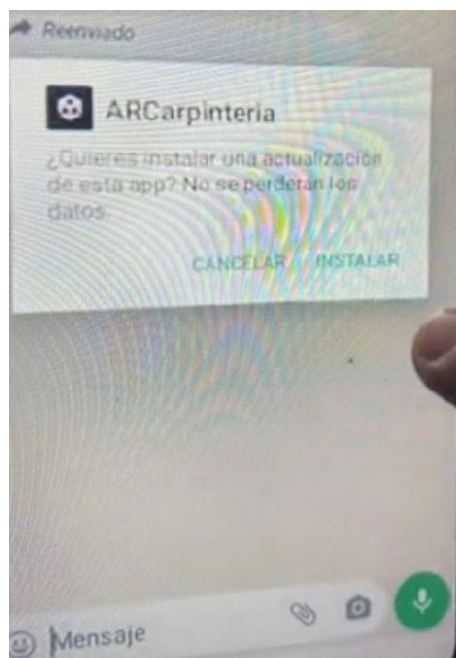 Reenviado
ARCarpinteria
¿Quieres instalar una actualización
de esta app? No se perderán los
datos.
CANCELAR INSTALAR
Mensaje